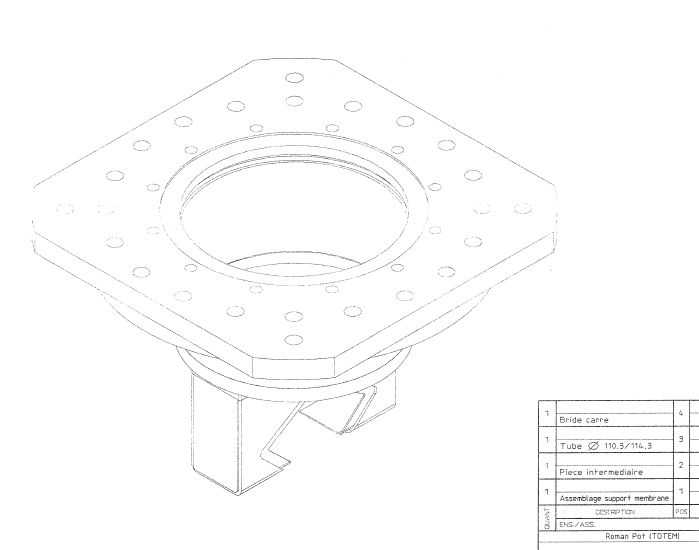 1 Bride carre 4
1 Tube Ø 110.3/114.3 3
1 Piece intermediaire 2
1 Assemblage support membrane 1
QUANT DESCRIPTION POS
ENS./ASS.
Roman Pot (TOTEM)